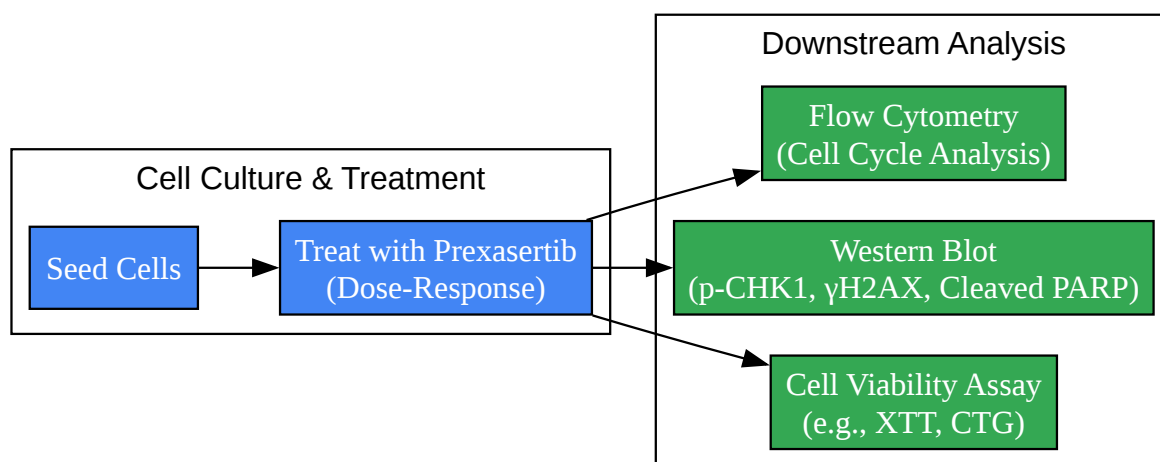 Cell Culture & Treatment
Seed Cells
Treat with Prexasertib
(Dose-Response)
Downstream Analysis
Flow Cytometry
(Cell Cycle Analysis)
Western Blot
(p-CHK1, γH2AX, Cleaved PARP)
Cell Viability Assay
(e.g., XTT, CTG)